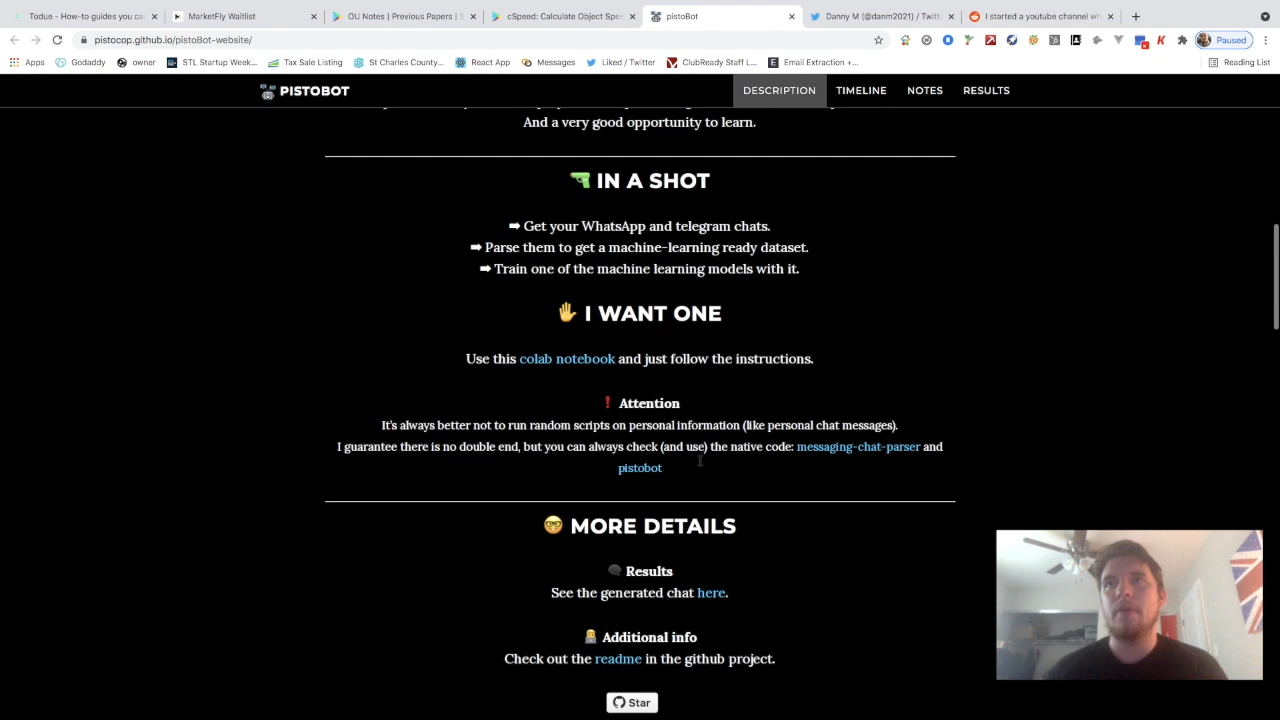 Todue - How-to guides you can
MarketFly Waitlist
OU Notes | Previous Papers | S
cSpeed: Calculate Object Spee
pistoBot
Danny M (@danm2021) / Twitte
I started a youtube channel wh
pistocop.github.io/pistoBot-website/
Paused
Apps
Godaddy
owner
STL Startup Week...
Tax Sale Listing
St Charles County...
React App
Messages
Liked / Twitter
ClubReady Staff L...
Email Extraction +...
Reading List
PISTOBOT
DESCRIPTION
TIMELINE
NOTES
RESULTS
And a very good opportunity to learn.
IN A SHOT
➡ Get your WhatsApp and telegram chats.
➡ Parse them to get a machine-learning ready dataset.
➡ Train one of the machine learning models with it.
I WANT ONE
Use this colab notebook and just follow the instructions.
❗ Attention
It's always better not to run random scripts on personal information (like personal chat messages).
I guarantee there is no double end, but you can always check (and use) the native code: messaging-chat-parser and
pistobot
MORE DETAILS
Results
See the generated chat here.
Additional info
Check out the readme in the github project.
Star